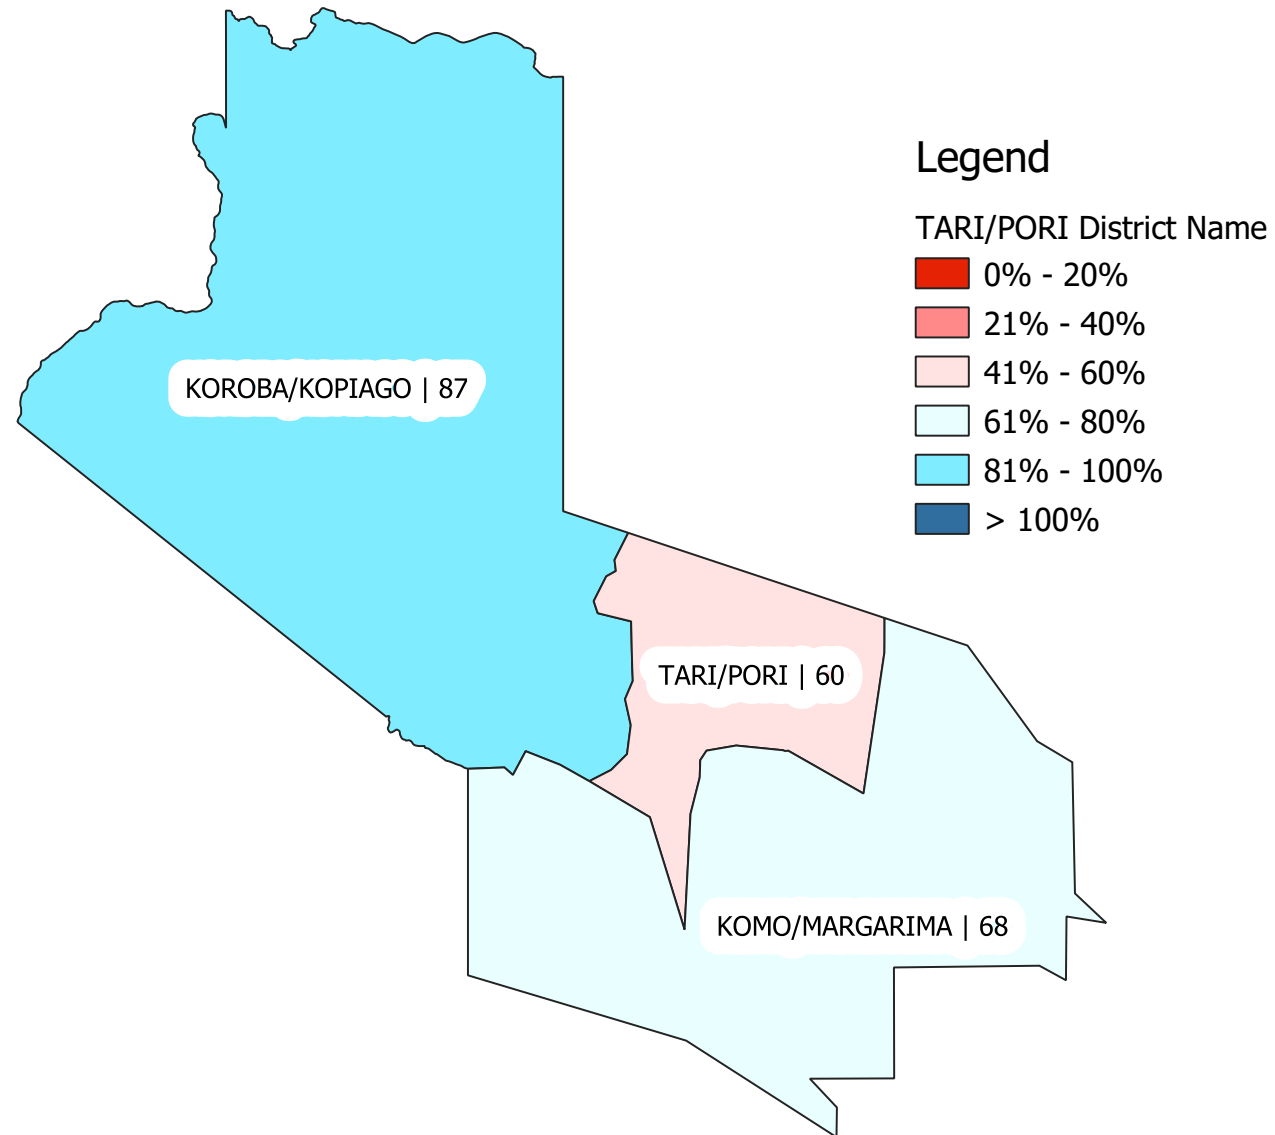 Legend
TARI/PORI District Name
0% - 20%
21% - 40%
41% - 60%
61% - 80%
81% - 100%
> 100%
KOROBA/KOPIAGO | 87
TARI/PORI | 60
KOMO/MARGARIMA | 68